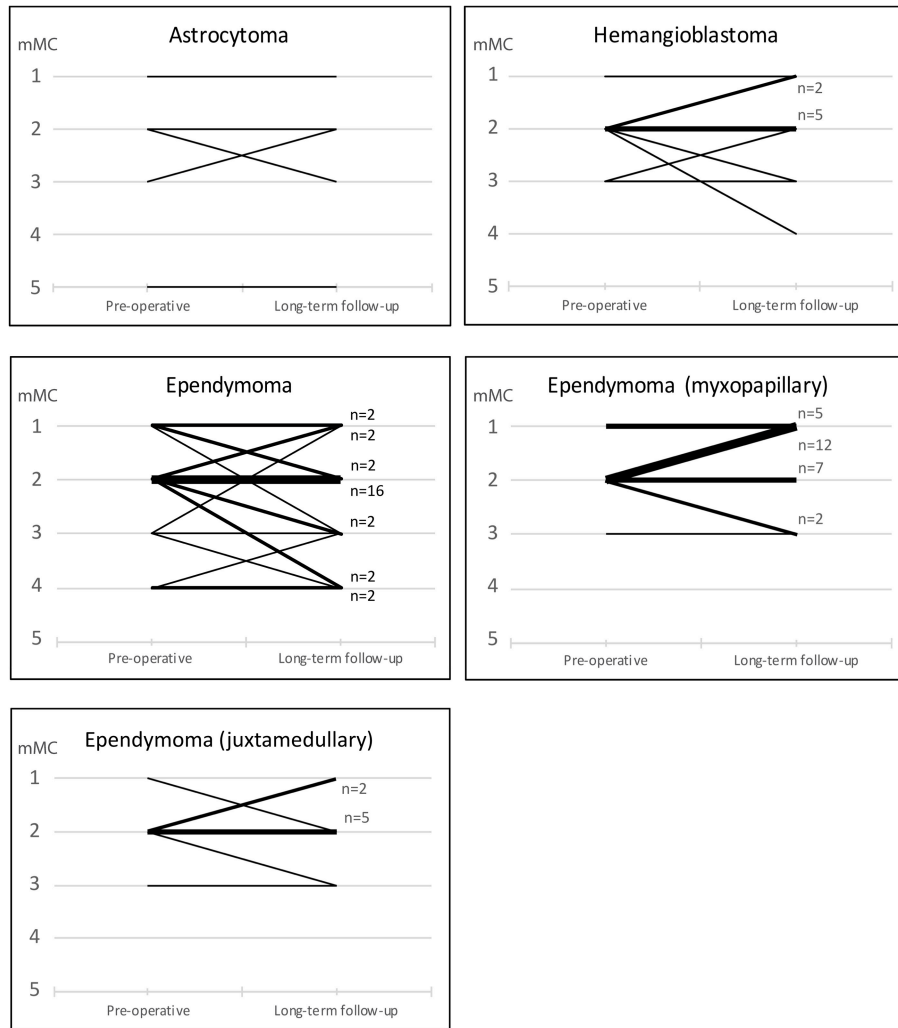 Astrocytoma
mMC
1
2
3
4
5
Pre-operative
Long-term follow-up
Hemangioblastoma
mMC
1
n=2
n=5
2
3
4
5
Pre-operative
Long-term follow-up
Ependymoma
mMC
n=2
1
n=2
n=2
2
n=16
n=2
3
n=2
4
n=2
5
Pre-operative
Long-term follow-up
Ependymoma (myxopapillary)
mMC
n=5
1
n=12
n=7
2
n=2
3
4
5
Pre-operative
Long-term follow-up
Ependymoma (juxtamedullary)
mMC
1
n=2
n=5
2
3
4
5
Pre-operative
Long-term follow-up